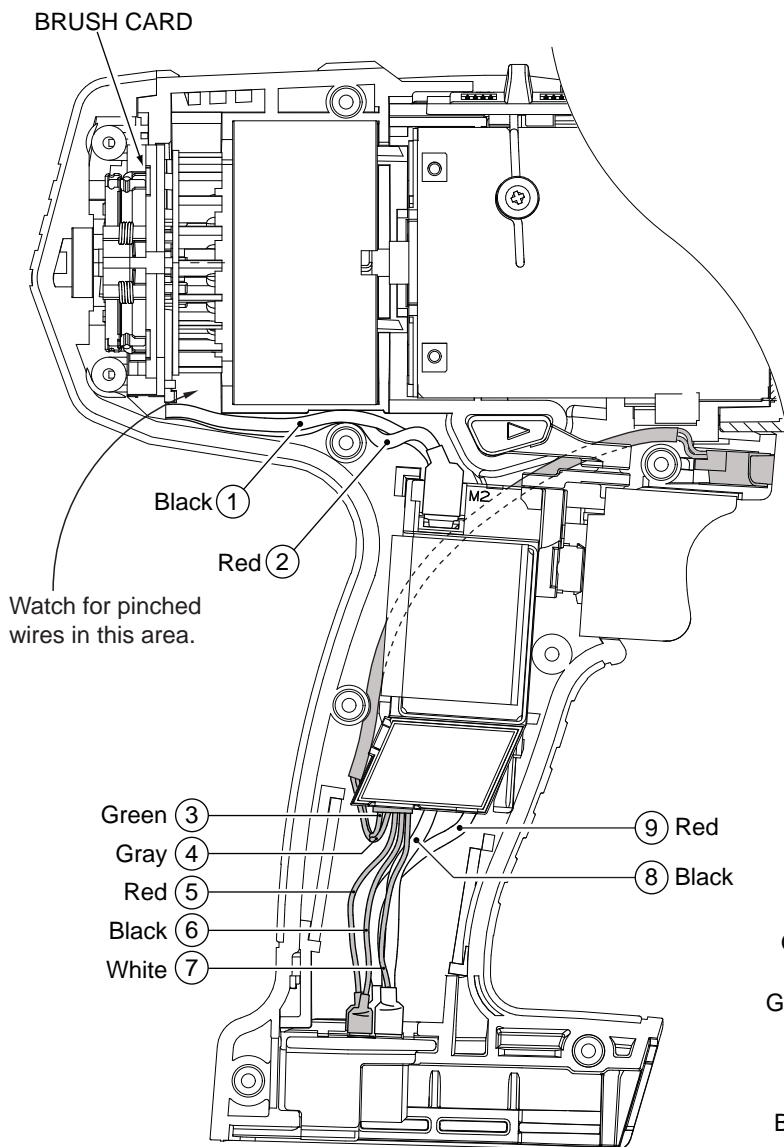 BRUSH CARD
M2
Black 1
Red 2
Watch for pinched
wires in this area.
Green 3
Gray 4
Red 5
Black 6
White 7
9 Red
8 Black
G
B